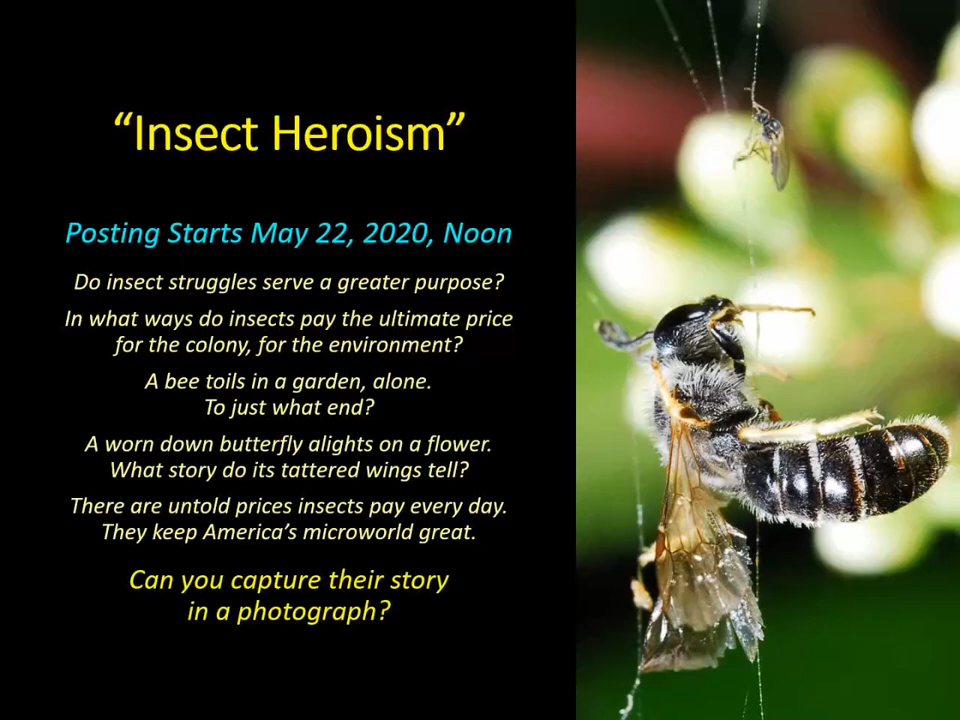 “Insect Heroism”
Posting Starts May 22, 2020, Noon
Do insect struggles serve a greater purpose?
In what ways do insects pay the ultimate price
for the colony, for the environment?
A bee toils in a garden, alone.
To just what end?
A worn down butterfly alights on a flower.
What story do its tattered wings tell?
There are untold prices insects pay every day.
They keep America’s microworld great.
Can you capture their story
in a photograph?